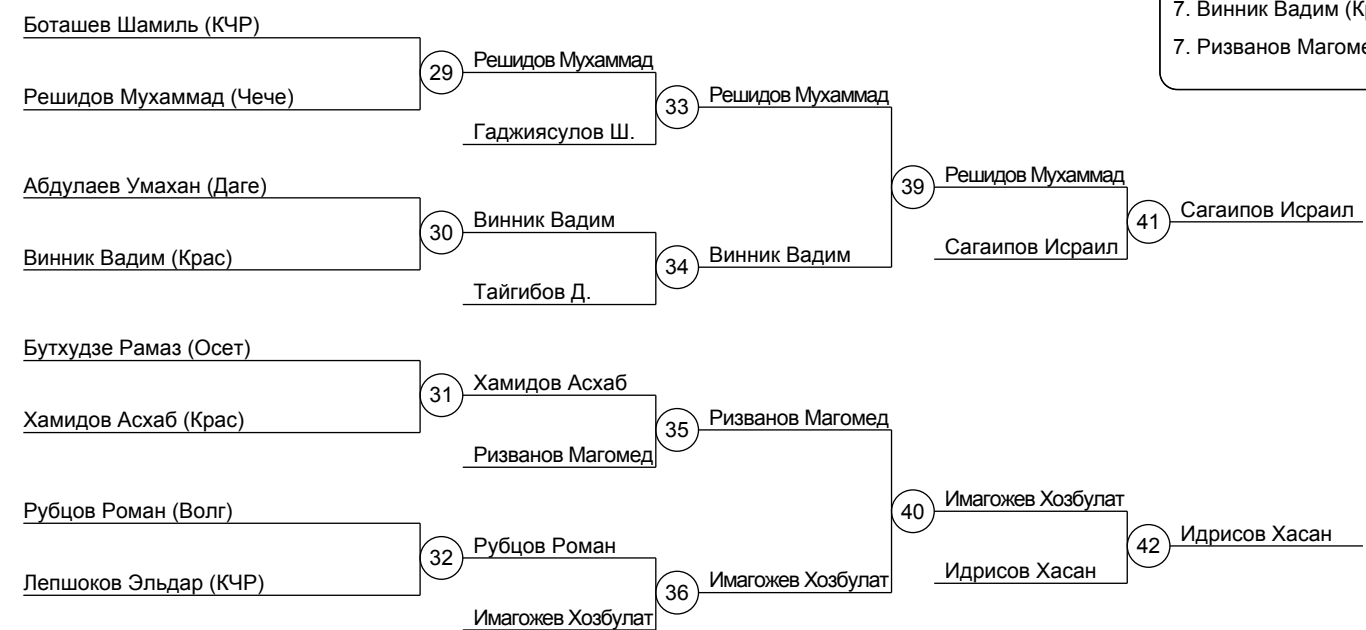 7. Винник Вадим (К
7. Ризванов Магоме
Боташев Шамиль (КЧР)
29
Решидов Мухаммад
Решидов Мухаммад (Чече)
33
Решидов Мухаммад
Гаджиясулов Ш.
Абдулаев Умахан (Даге)
39
Решидов Мухаммад
30
Винник Вадим
41
Сагаипов Исраил
Винник Вадим (Крас)
34
Винник Вадим
Сагаипов Исраил
Тайгибов Д.
Бутхудзе Рамаз (Осет)
31
Хамидов Асхаб
Хамидов Асхаб (Крас)
35
Ризванов Магомед
Ризванов Магомед
Рубцов Роман (Волг)
40
Имагожев Хозбулат
32
Рубцов Роман
42
Идрисов Хасан
Лепшоков Эльдар (КЧР)
36
Имагожев Хозбулат
Идрисов Хасан
Имагожев Хозбулат